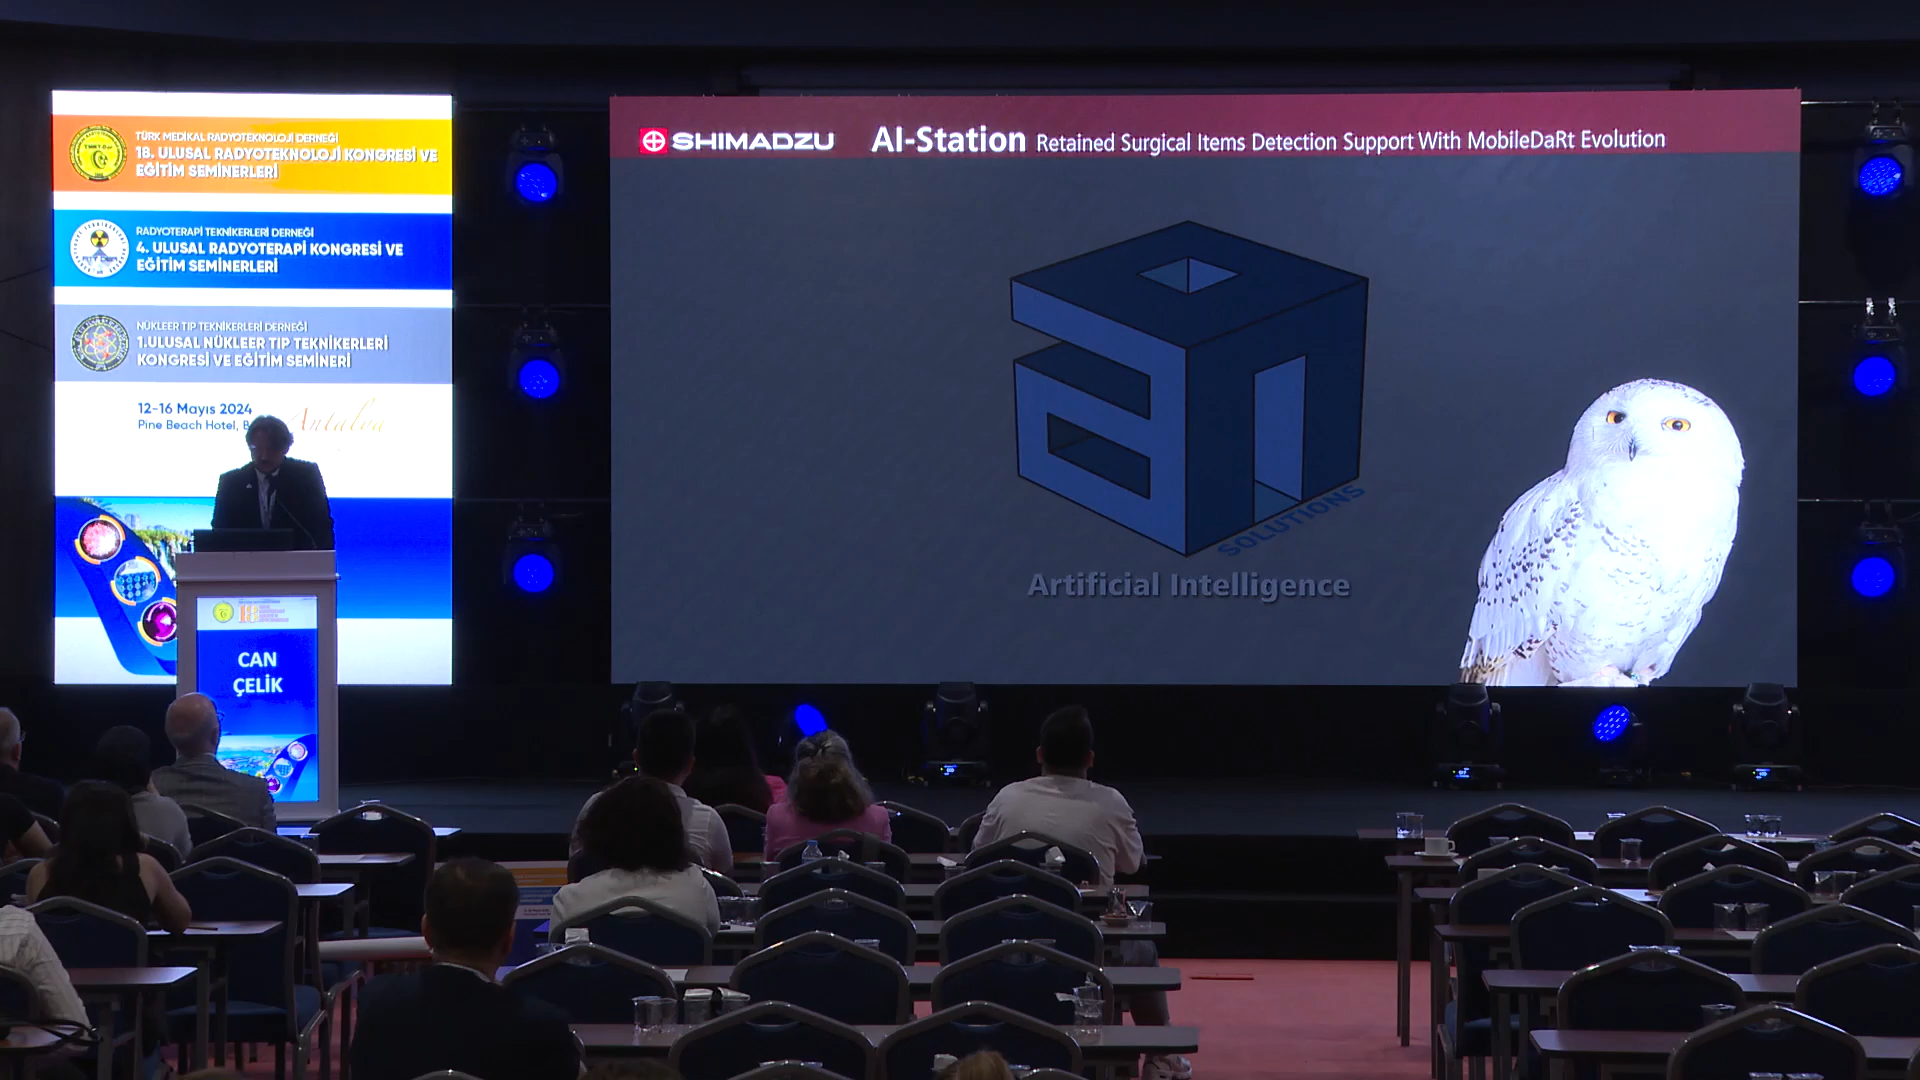 TÜRK MEDİKAL RADYOTEKNOLOJİ DERNEĞİ
18. ULUSAL RADYOTEKNOLOJİ KONGRESİ VE
EĞİTİM SEMİNERLERİ
RADYOTERAPİ TEKNİKERLERİ DERNEĞİ
4. ULUSAL RADYOTERAPİ KONGRESİ VE
EĞİTİM SEMİNERLERİ
NÜKLEER TIP TEKNİKERLERİ DERNEĞİ
1.ULUSAL NÜKLEER TIP TEKNİKERLERİ
KONGRESİ VE EĞİTİM SEMİNERİ
12-16 Mayıs 2024
Pine Beach Hotel,
Antalya
18
CAN
ÇELİK
SHIMADZU AI-Station Retained Surgical Items Detection Support With MobileDaRt Evolution
ai
SOLUTIONS
Artificial Intelligence